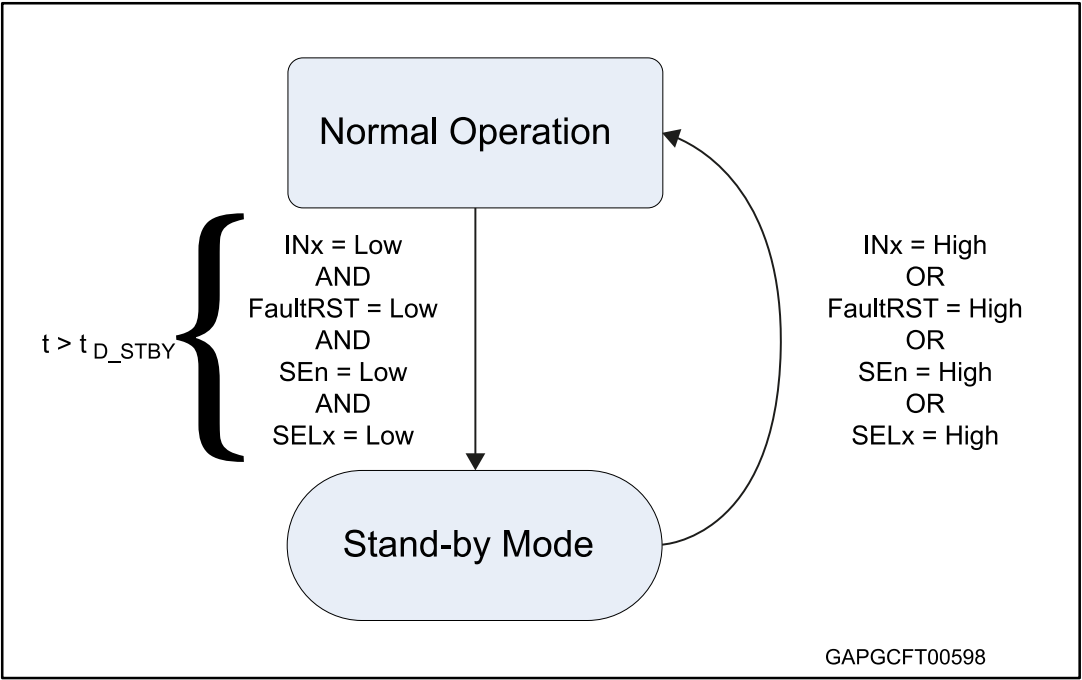 Normal Operation
INx = Low
AND
FaultRST = Low
AND
SEn = Low
AND
SELx = Low
t > t D_STBY
INx = High
OR
FaultRST = High
OR
SEn = High
OR
SELx = High
Stand-by Mode
GAPGCFT00598